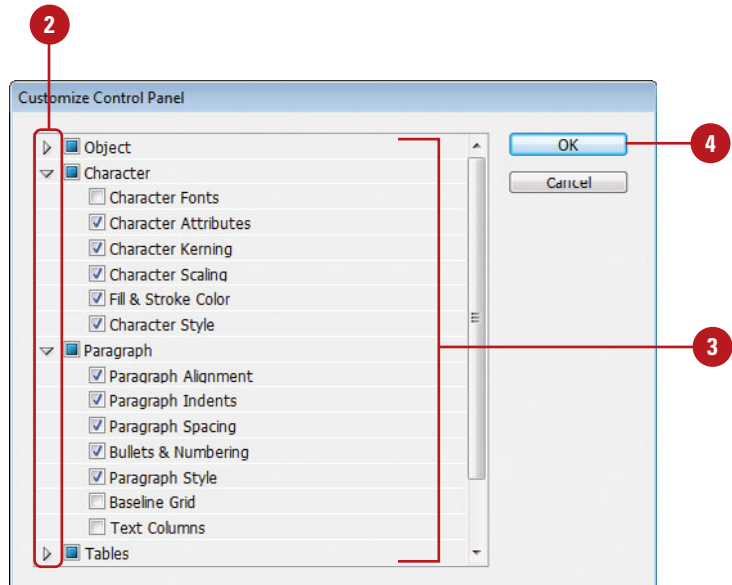 2
Customize Control Panel
Object
Character
Character Fonts
Character Attributes
Character Kerning
Character Scaling
Fill & Stroke Color
Character Style
Paragraph
Paragraph Alignment
Paragraph Indents
Paragraph Spacing
Bullets & Numbering
Paragraph Style
Baseline Grid
Text Columns
Tables
OK
Cancel
4
3